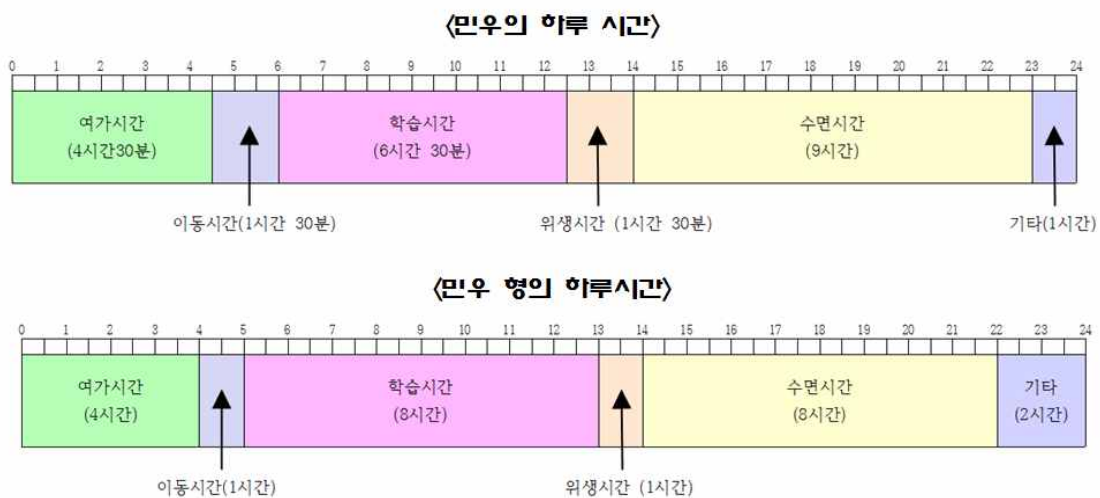 <민우의 하루 시간>
0 1 2 3 4 5 6 7 8 9 10 11 12 13 14 15 16 17 18 19 20 21 22 23 24
여가시간 학습시간 수면시간
(4시간30분) (6시간 30분) (9시간)
이동시간(1시간 30분) 위생시간 (1시간 30분) 기타(1시간)
<민우 형의 하루시간>
0 1 2 3 4 5 6 7 8 9 10 11 12 13 14 15 16 17 18 19 20 21 22 23 24
여가시간 학습시간 수면시간 기타
(4시간) (8시간) (8시간) (2시간)
이동시간(1시간) 위생시간 (1시간)